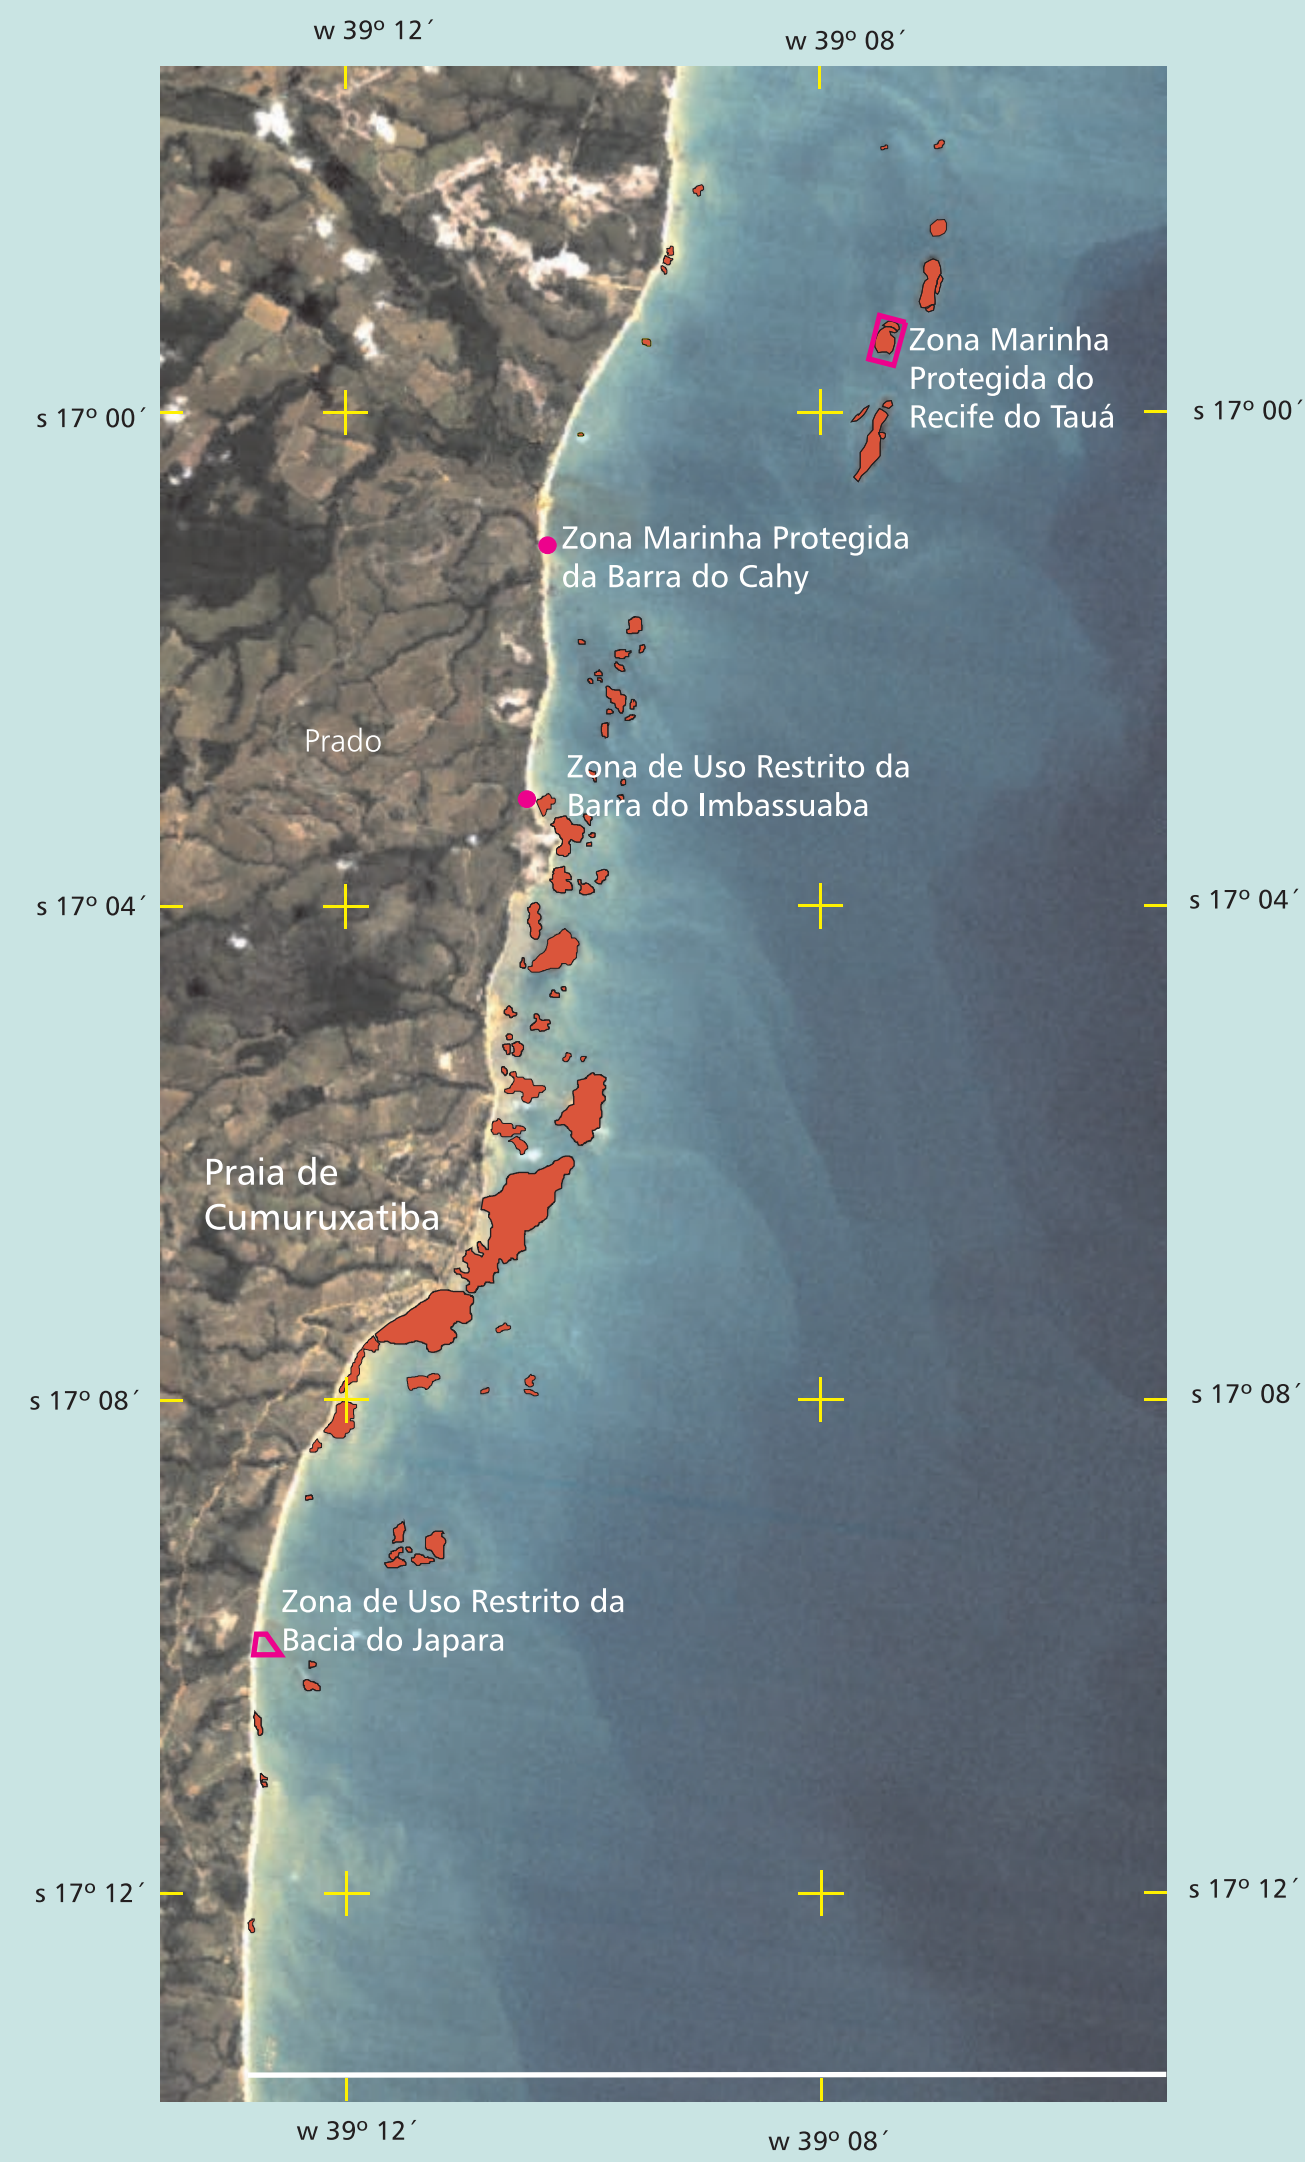 w 39º 12´
w 39º 08´
Zona Marinha
Protegida do
Recife do Tauá
s 17º 00´
s 17º 00´
Zona Marinha Protegida
da Barra do Cahy
Prado
Zona de Uso Restrito da
Barra do Imbassuaba
s 17º 04´
s 17º 04´
Praia de
Cumuruxatiba
s 17º 08´
s 17º 08´
Zona de Uso Restrito da
Bacia do Japara
s 17º 12´
s 17º 12´
w 39º 12´
w 39º 08´